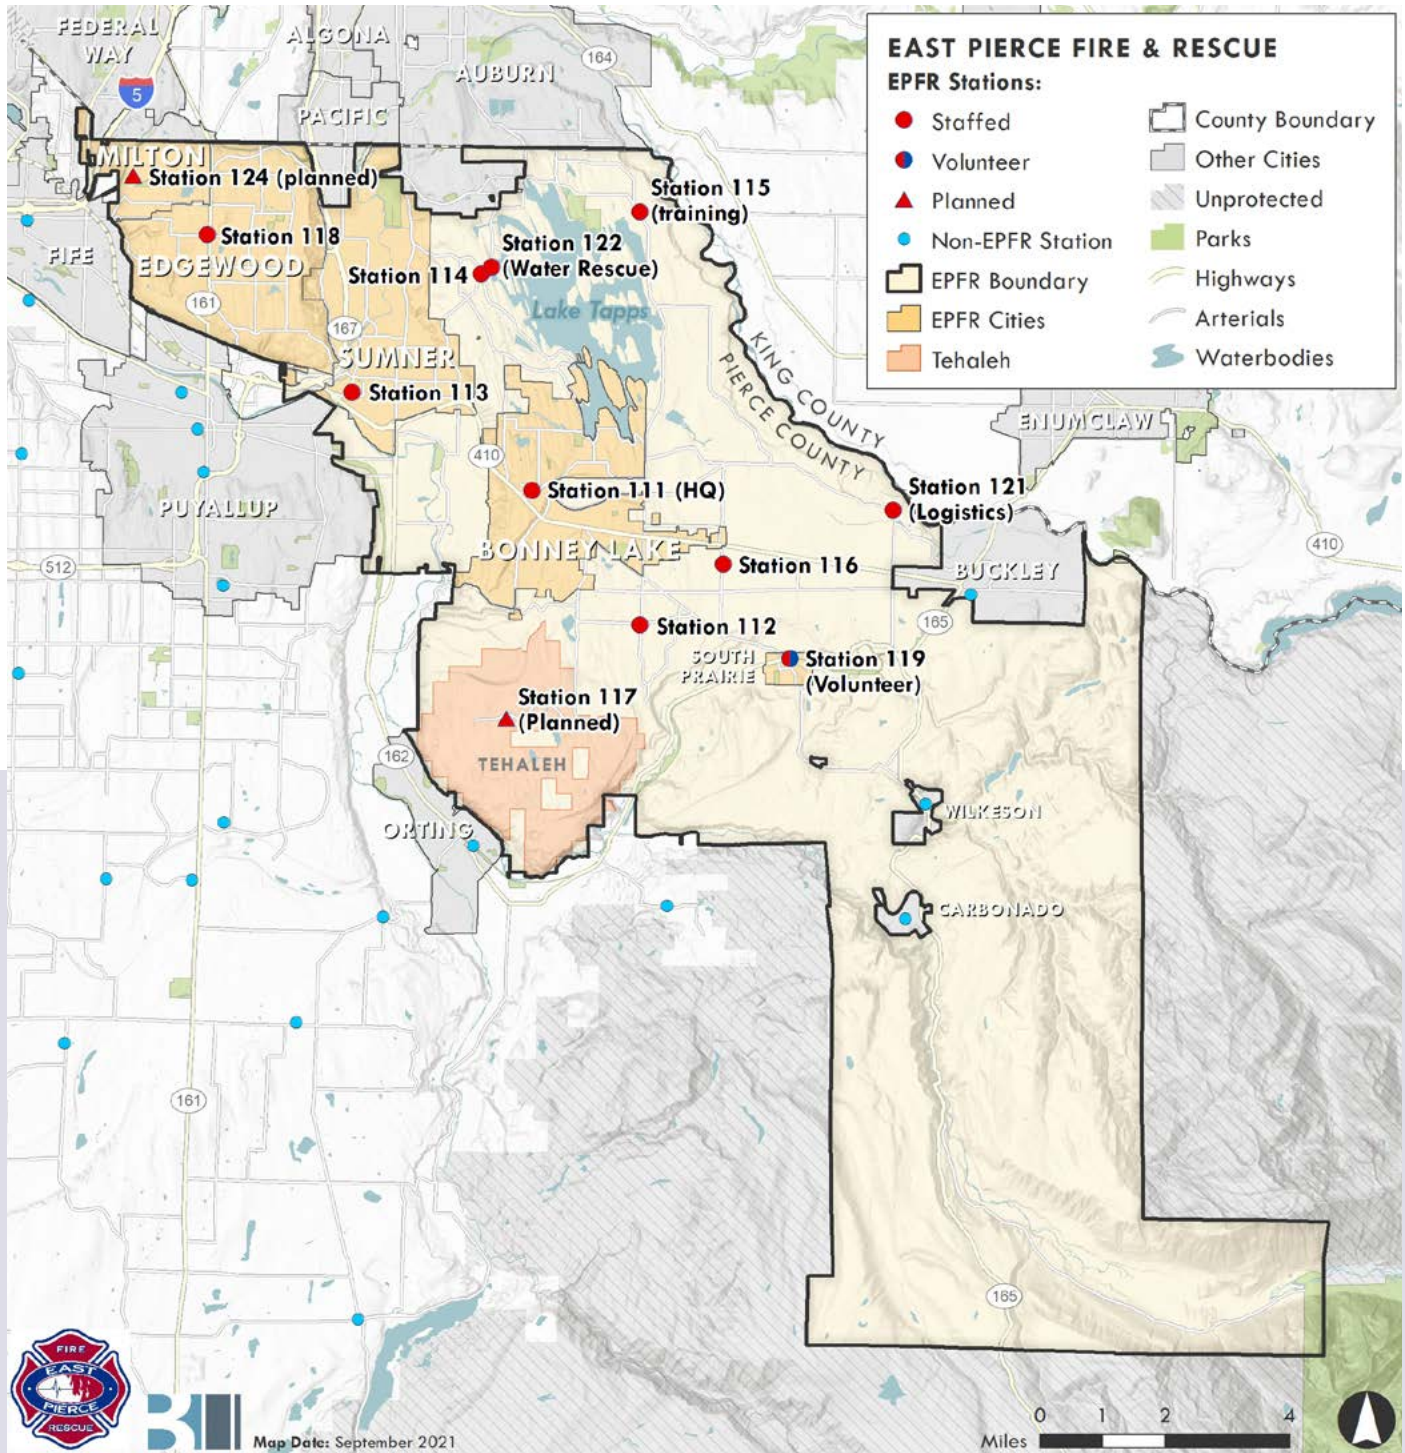 FEDERAL
WAY
ALGONA
164
AUBURN
5
PACIFIC
EAST PIERCE FIRE & RESCUE
EPFR Stations:
Staffed
Volunteer
Planned
Non-EPFR Station
EPFR Boundary
EPFR Cities
Tehaleh
County Boundary
Other Cities
Unprotected
Parks
Highways
Arterials
Waterbodies
MILTON
Station 124 (planned)
Station 115
(training)
Station 118
Station 122
(Water Rescue)
FIFE
EDGEWOOD
Station 114
161
Lake Tapps
167
SUMNER
KING COUNTY
PIERCE COUNTY
Station 113
ENUMCLAW
410
Station 111 (HQ)
Station 121
(Logistics)
PUYALLUP
BONNEY LAKE
410
512
Station 116
BUCKLEY
165
Station 112
SOUTH
PRAIRIE
Station 119
(Volunteer)
Station 117
(Planned)
162
TEHALEH
WILKESON
ORTING
CARBONADO
161
165
FIRE
EAST
PIERCE
RESCUE
Map Date: September 2021
0 1 2 4
Miles